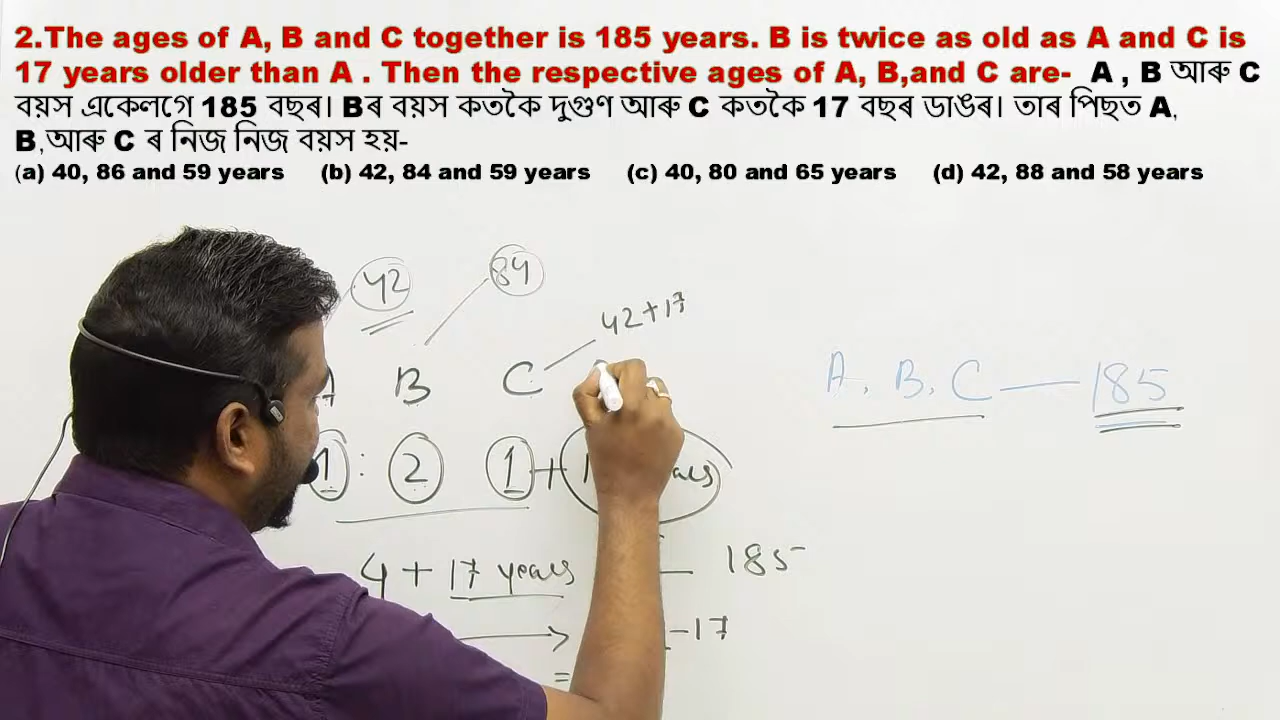 2.The ages of A, B and C together is 185 years. B is twice as old as A and C is
17 years older than A . Then the respective ages of A, B,and C are- A , B আৰু C
বয়স একেলগে 185 বছৰ। Bৰ বয়স কতকৈ দুগুণ আৰু C কতকৈ 17 বছৰ ডাঙৰ। তাৰ পিছত A,
B,আৰু C ৰ নিজ নিজ বয়স হয়-
(a) 40, 86 and 59 years (b) 42, 84 and 59 years (c) 40, 80 and 65 years (d) 42, 88 and 58 years
42 84
42+17
A B C
A, B, C — 185
1 : 2 1 +
4 + 17 years 185
-17
=